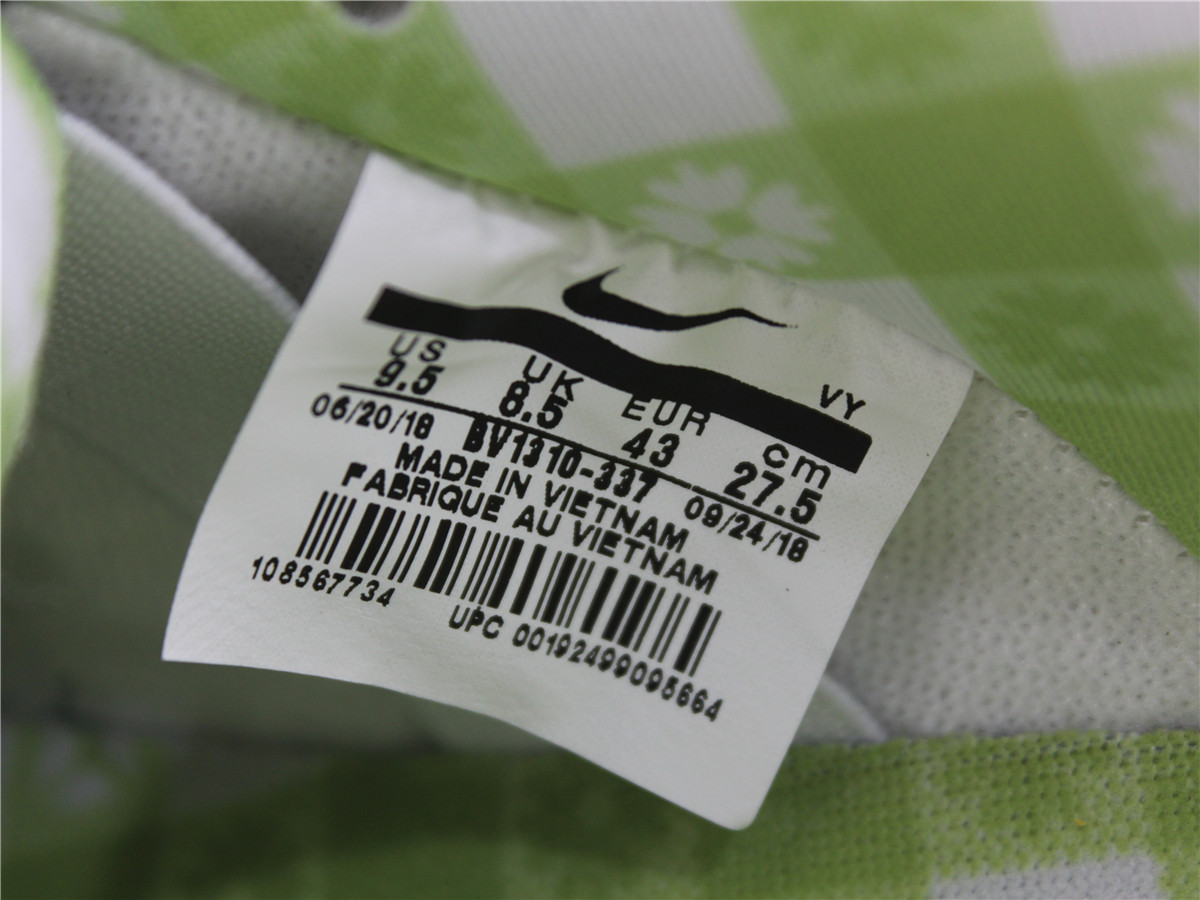 VY
US UK EUR cm
9.5 8.5 43 27.5
06/20/18 BV1310-337 09/24/18
MADE IN VIETNAM
FABRIQUE AU VIETNAM
108567734 UPC 00192499095664